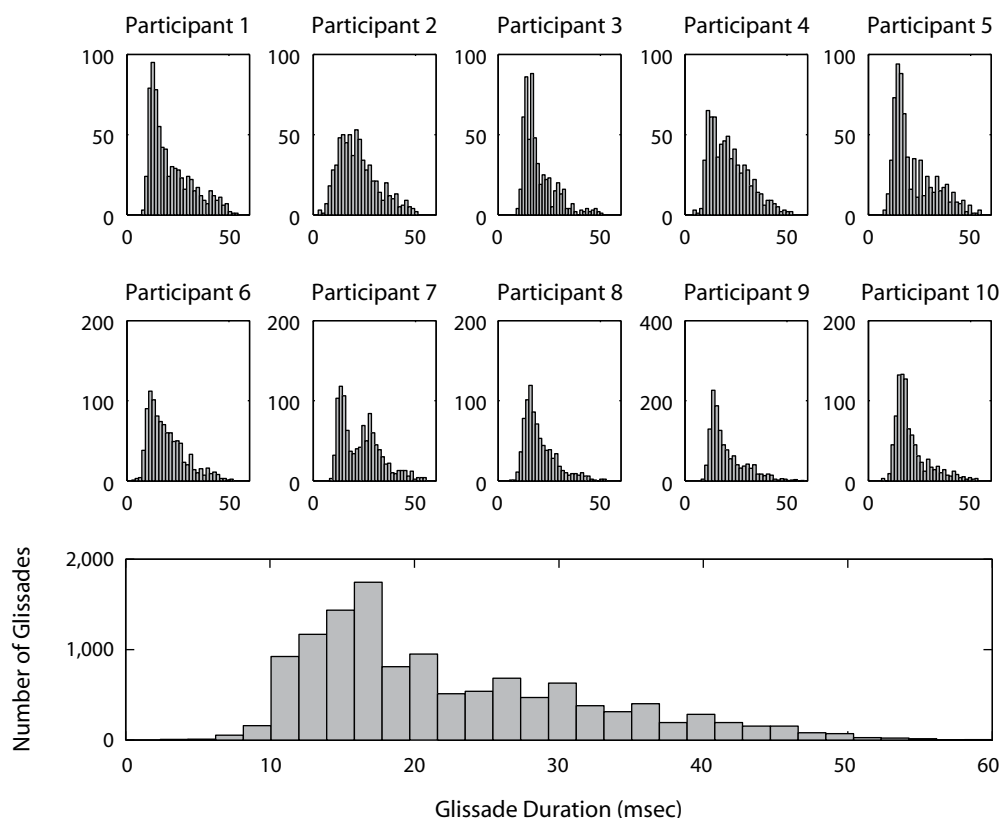 Participant 1 Participant 2 Participant 3 Participant 4 Participant 5
100 100 100 100 100
50 50 50 50 50
0 0 0 0 0
0 50 0 50 0 50 0 50 0 50
Participant 6 Participant 7 Participant 8 Participant 9 Participant 10
200 200 200 400 200
100 100 100 200 100
0 0 0 0 0
0 50 0 50 0 50 0 50 0 50
Number of Glissades
2,000
1,000
0
0 10 20 30 40 50 60
Glissade Duration (msec)